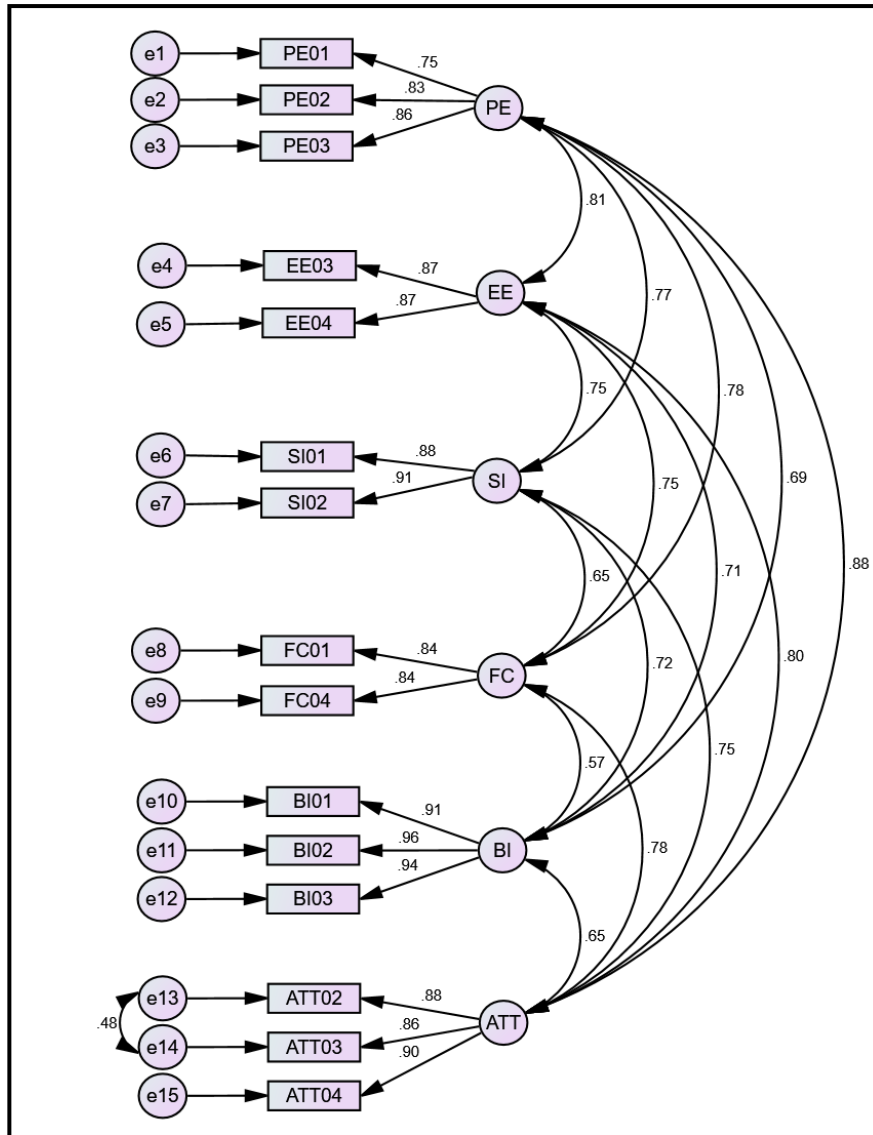 e1 PE01 .75
e2 PE02 .83 PE
e3 PE03 .86
.81
e4 EE03 .87
EE .77
e5 EE04 .87
.75 .78
e6 SI01 .88
SI .75 .69
e7 SI02 .91
.65 .71 .88
e8 FC01 .84
FC .72 .80
e9 FC04 .84
.57 .75
e10 BI01 .91
e11 BI02 .96 BI .78
e12 BI03 .94
.65
e13 ATT02 .88
.48 ATT
e14 ATT03 .86
.90
e15 ATT04